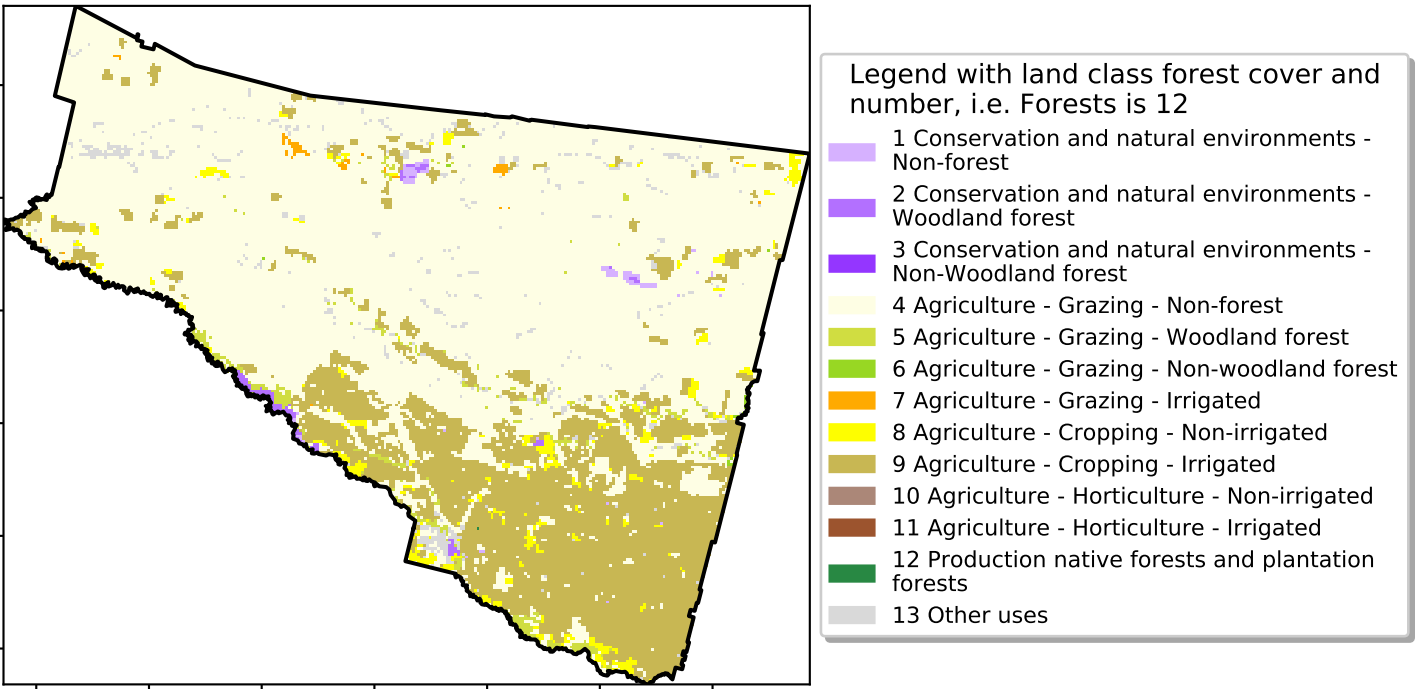 Legend with land class forest cover and
number, i.e. Forests is 12
1 Conservation and natural environments -
Non-forest
2 Conservation and natural environments -
Woodland forest
3 Conservation and natural environments -
Non-Woodland forest
4 Agriculture - Grazing - Non-forest
5 Agriculture - Grazing - Woodland forest
6 Agriculture - Grazing - Non-woodland forest
7 Agriculture - Grazing - Irrigated
8 Agriculture - Cropping - Non-irrigated
9 Agriculture - Cropping - Irrigated
10 Agriculture - Horticulture - Non-irrigated
11 Agriculture - Horticulture - Irrigated
12 Production native forests and plantation
forests
13 Other uses